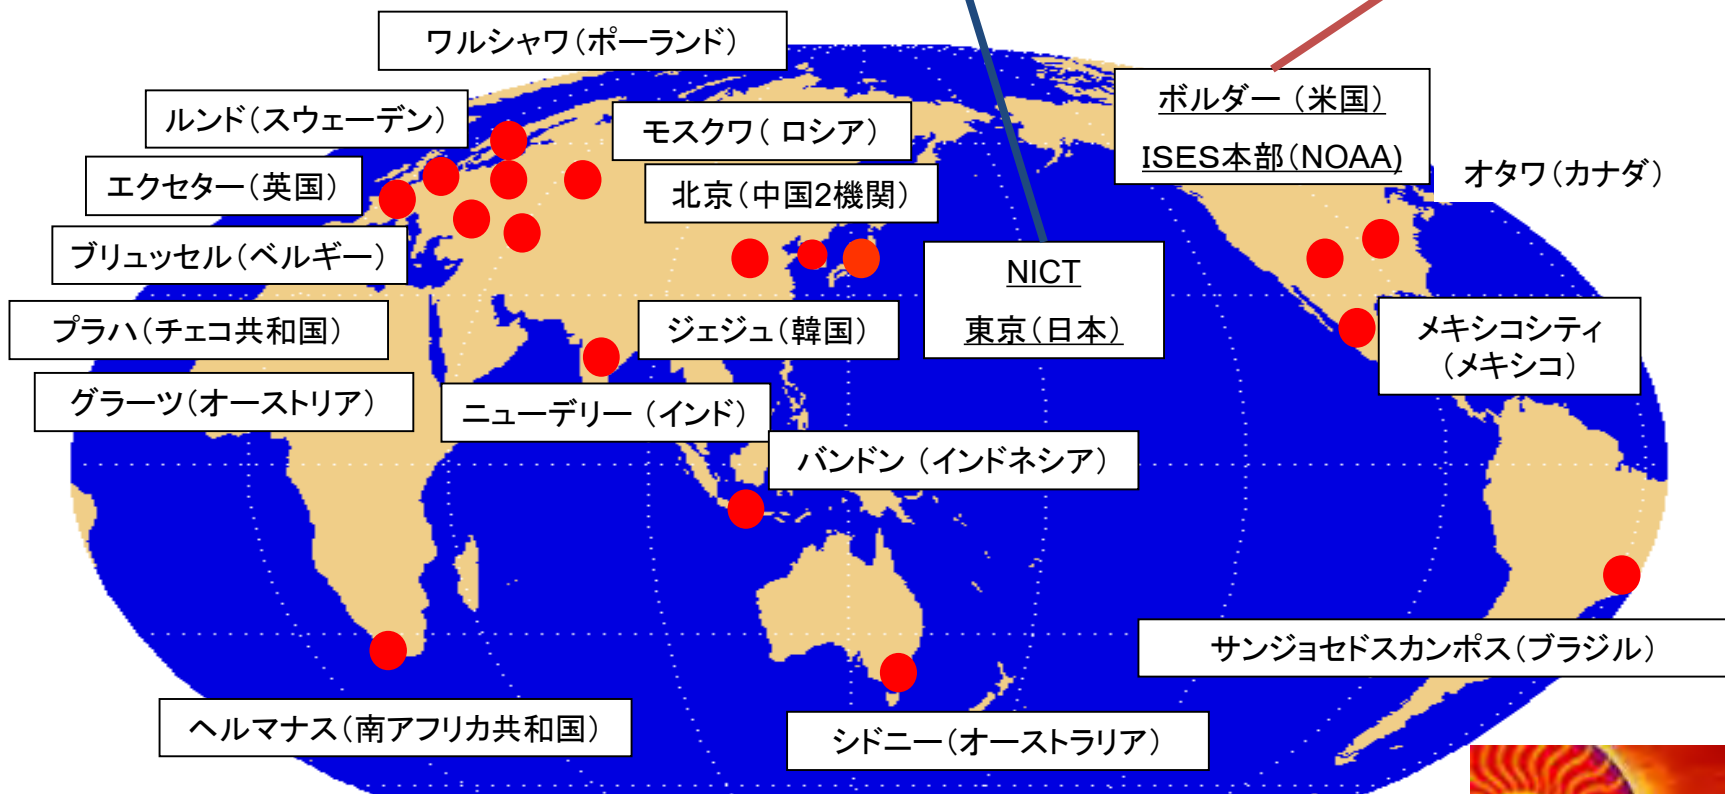 ワルシャワ（ポーランド）
ルンド（スウェーデン）
モスクワ（ ロシア）
ボルダー （米国）
ISES本部（NOAA)
エクセター（英国）
北京（中国2機関）
オタワ（カナダ）
ブリュッセル（ベルギー）
NICT
東京（日本）
プラハ（チェコ共和国）
ジェジュ（韓国）
メキシコシティ
（メキシコ）
グラーツ（オーストリア）
ニューデリー （インド）
バンドン （インドネシア）
サンジョセドスカンポス（ブラジル）
ヘルマナス（南アフリカ共和国）
シドニー（オーストラリア）